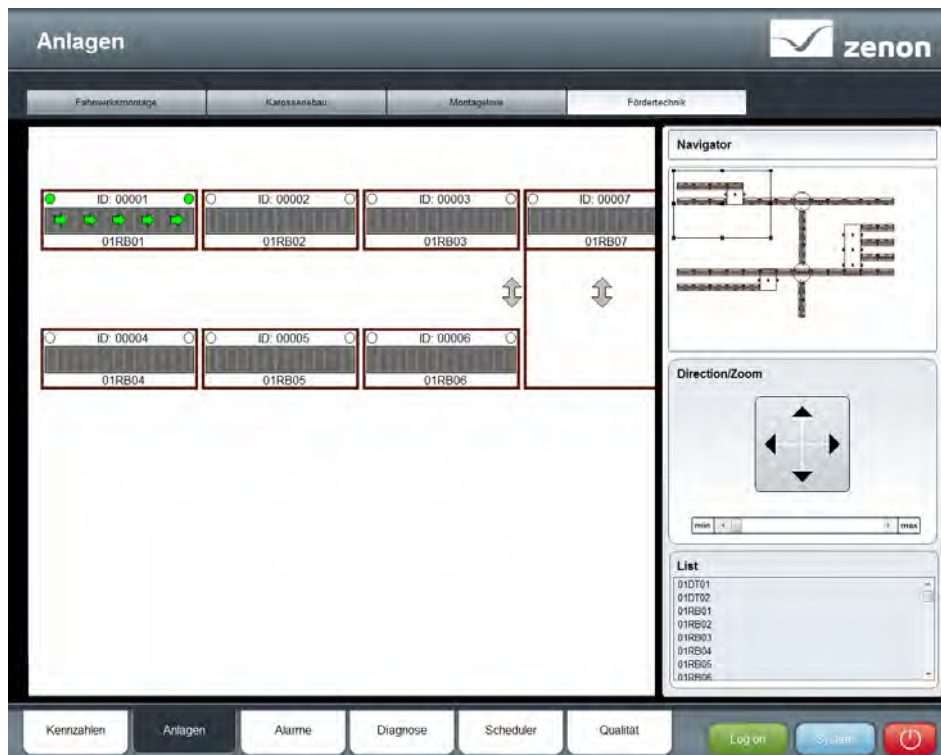 Anlagen
zenon
Fahrwerksmontage Karossenebau Montagelinie Fördertechnik
Navigator
ID: 00001 ID: 00002 ID: 00003 ID: 00007
01RB01 01RB02 01RB03 01RB07
ID: 00004 ID: 00005 ID: 00006
01RB04 01RB05 01RB06
Direction/Zoom
min max
List
01DT01
01DT02
01RB01
01RB02
01RB03
01RB04
01RB05
01RB06
Kennzahlen Anlagen Alarme Diagnose Scheduler Qualität Log on System